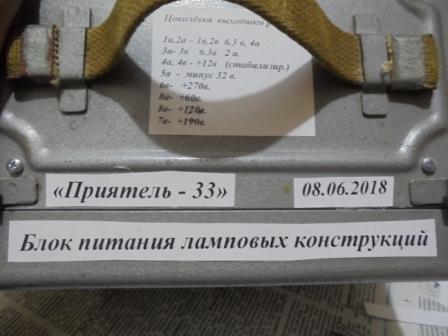 Цоколёвка выходного
1а,2а – 1в,2в 6.3 в, 4а
3а- 3в 6.3в 2 а.
4а, 4в - +12в (стабилизир.)
5а - минус 32 в.
6в- +270в.
8а- +60в.
8в- +120в.
7в- +190в.
«Приятель - 33»
08.06.2018
Блок питания ламповых конструкций